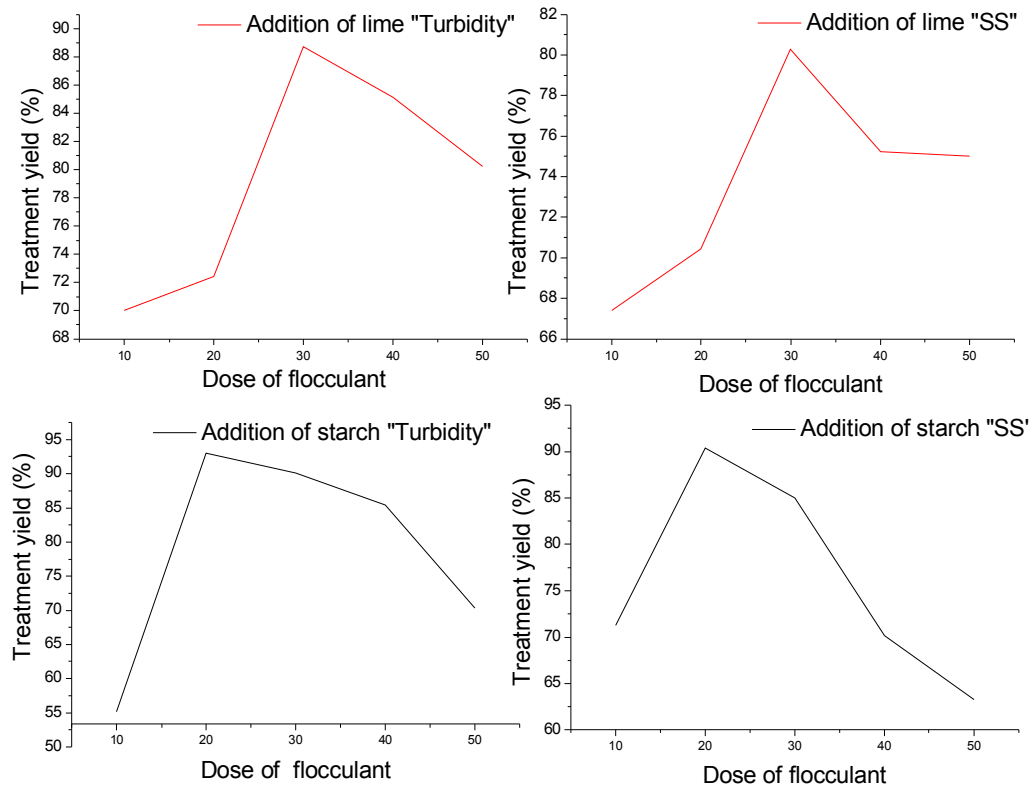 Addition of lime "Turbidity"
Treatment yield (%)
90
88
86
84
82
80
78
76
74
72
70
68
10 20 30 40 50
Dose of flocculant
Addition of lime "SS"
Treatment yield (%)
82
80
78
76
74
72
70
68
66
10 20 30 40 50
Dose of flocculant
Addition of starch "Turbidity"
Treatment yield (%)
95
90
85
80
75
70
65
60
55
50
10 20 30 40 50
Dose of flocculant
Addition of starch "SS'
Treatment yield (%)
95
90
85
80
75
70
65
60
10 20 30 40 50
Dose of flocculant